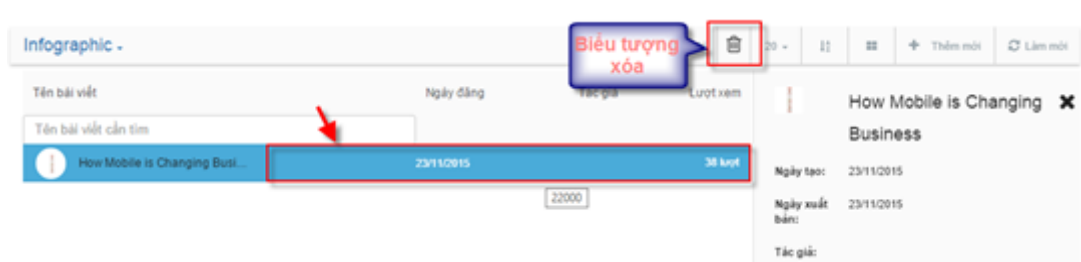 Infographic
Biểu tượng
xóa
20
Thêm mới
Làm mới
Tên bài viết
Ngày đăng
Tác giả
Lượt xem
Tên bài viết cần tìm
How Mobile is Changing Busi...
23/11/2015
38 lượt
22000
How Mobile is Changing
Business
Ngày tạo:
23/11/2015
Ngày xuất
bản:
23/11/2015
Tác giả: